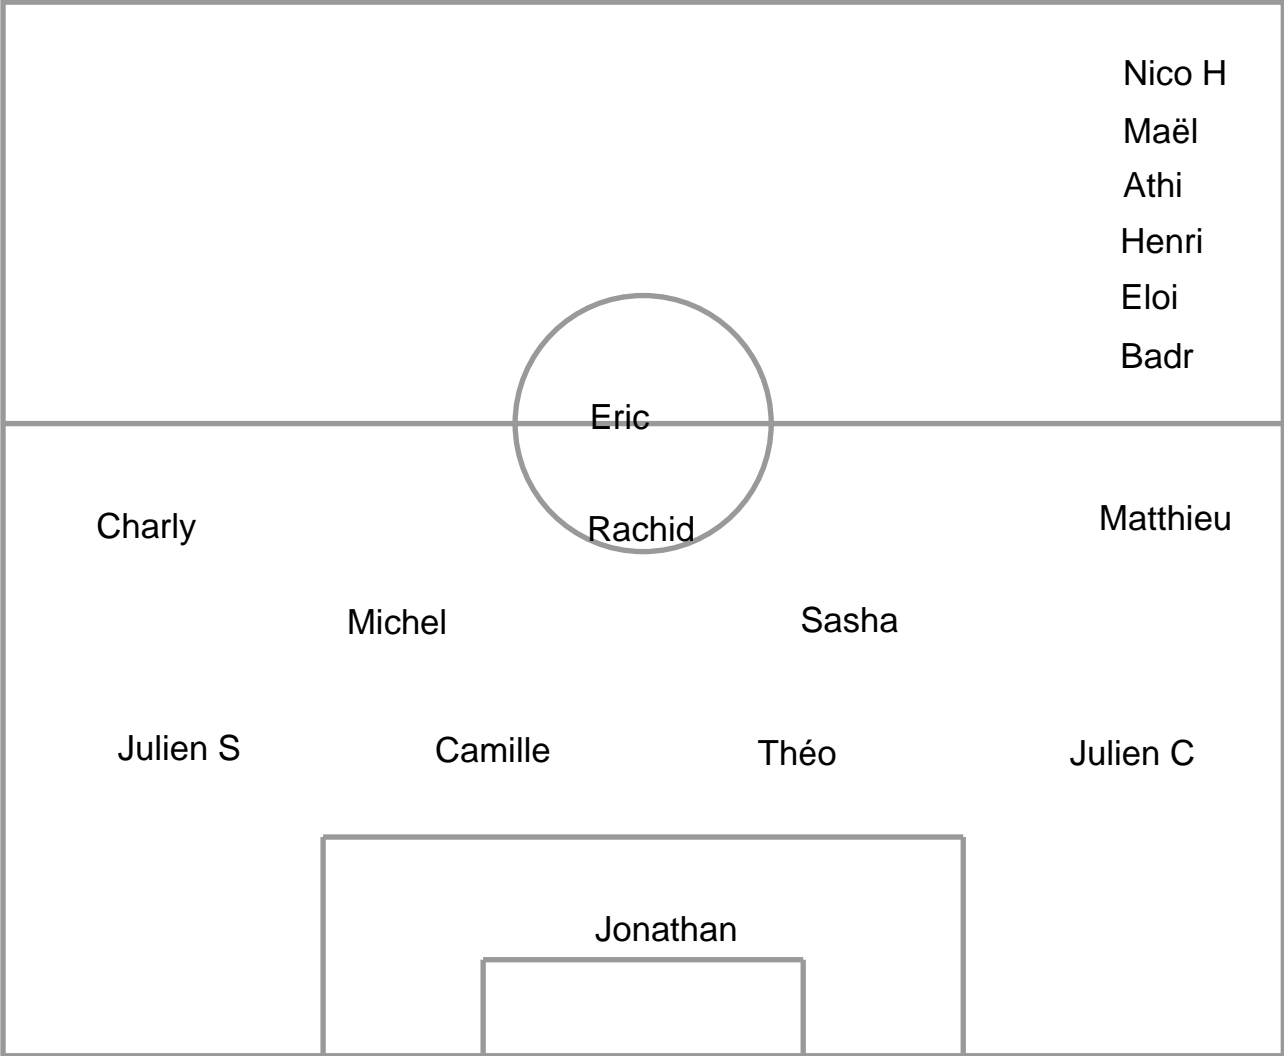 Nico H
Maël
Athi
Henri
Eloi
Badr
Eric
Charly
Rachid
Matthieu
Michel
Sasha
Julien S
Camille
Théo
Julien C
Jonathan